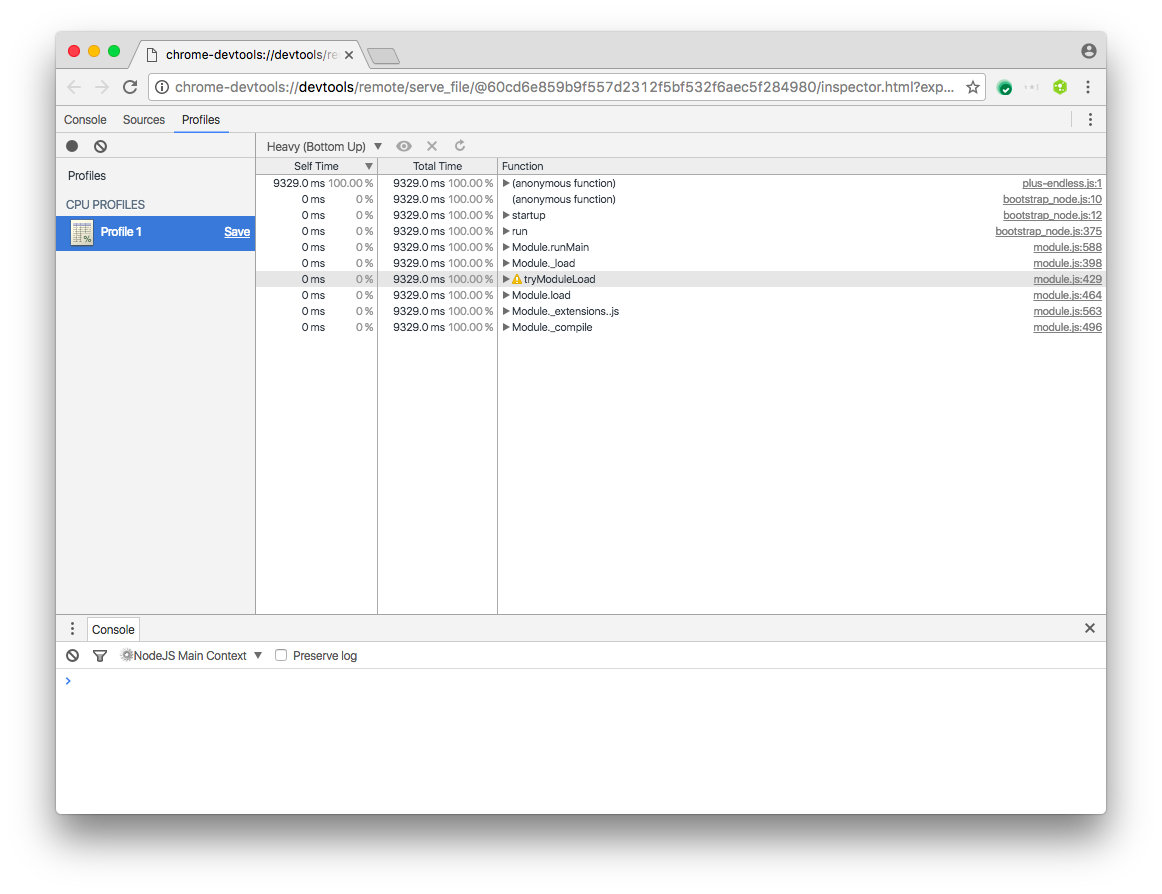 chrome-devtools://devtools/re
chrome-devtools://devtools/remote/serve_file/@60cd6e859b9f557d2312f5bf532f6aec5f284980/inspector.html?exp...
Console Sources Profiles
Heavy (Bottom Up)
Profiles
CPU PROFILES
Profile 1 Save
Self Time Total Time Function
9329.0 ms 100.00 % 9329.0 ms 100.00 % (anonymous function) plus-endless.js:1
0 ms 0 % 9329.0 ms 100.00 % (anonymous function) bootstrap_node.js:10
0 ms 0 % 9329.0 ms 100.00 % startup bootstrap_node.js:12
0 ms 0 % 9329.0 ms 100.00 % run bootstrap_node.js:375
0 ms 0 % 9329.0 ms 100.00 % Module.runMain module.js:588
0 ms 0 % 9329.0 ms 100.00 % Module._load module.js:398
0 ms 0 % 9329.0 ms 100.00 % tryModuleLoad module.js:429
0 ms 0 % 9329.0 ms 100.00 % Module.load module.js:464
0 ms 0 % 9329.0 ms 100.00 % Module._extensions..js module.js:563
0 ms 0 % 9329.0 ms 100.00 % Module._compile module.js:496
Console
NodeJS Main Context Preserve log